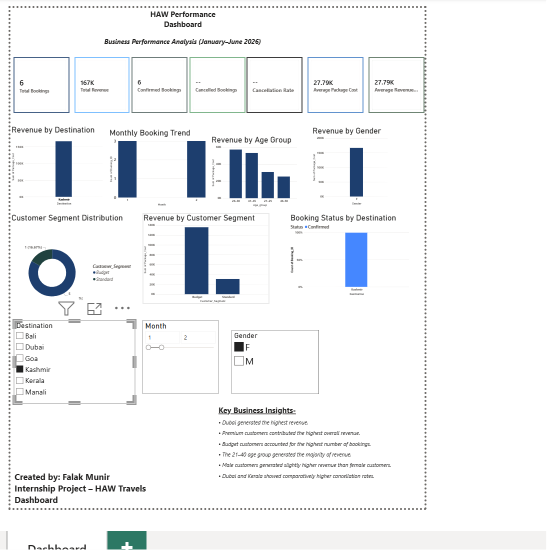 HAW Performance
Dashboard
Business Performance Analysis (January–June 2026)
6
Total Bookings
167K
Total Revenue
6
Confirmed Bookings
--
Cancelled Bookings
--
Cancellation Rate
27.79K
Average Package Cost
27.79K
Average Revenue...
Revenue by Destination
Monthly Booking Trend
Revenue by Age Group
Revenue by Gender
Kashmir
Customer Segment Distribution
Customer_Segment
Budget
Standard
Revenue by Customer Segment
Budget
Standard
Customer_Segment
Booking Status by Destination
Status Confirmed
Kashmir
Destination
Bali
Dubai
Goa
Kashmir
Kerala
Manali
Month
1
2
Gender
F
M
Key Business Insights-
• Dubai generated the highest revenue.
• Premium customers contributed the highest overall revenue.
• Budget customers accounted for the highest number of bookings.
• The 21–40 age group generated the majority of revenue.
• Male customers generated slightly higher revenue than female customers.
• Dubai and Kerala showed comparatively higher cancellation rates.
Created by: Falak Munir
Internship Project – HAW Travels
Dashboard
Dashboard